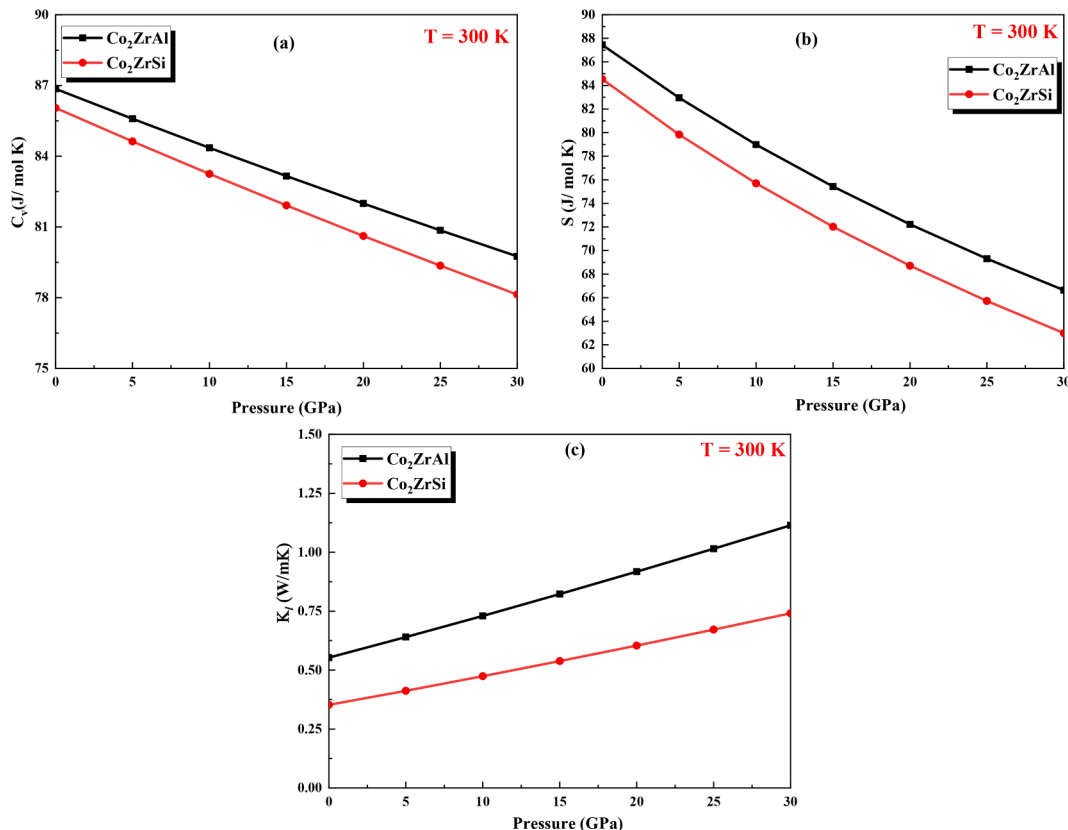 (a)
T = 300 K
Co₂ZrAl
Co₂ZrSi
90
87
84
81
78
75
Cᵥ(J/ mol K)
0 5 10 15 20 25 30
Pressure (GPa)
(b)
T = 300 K
Co₂ZrAl
Co₂ZrSi
90
88
86
84
82
80
78
76
74
72
70
68
66
64
62
60
S (J/ mol K)
0 5 10 15 20 25 30
Pressure (GPa)
(c)
T = 300 K
Co₂ZrAl
Co₂ZrSi
1.50
1.25
1.00
0.75
0.50
0.25
0.00
Kₗ (W/mK)
0 5 10 15 20 25 30
Pressure (GPa)